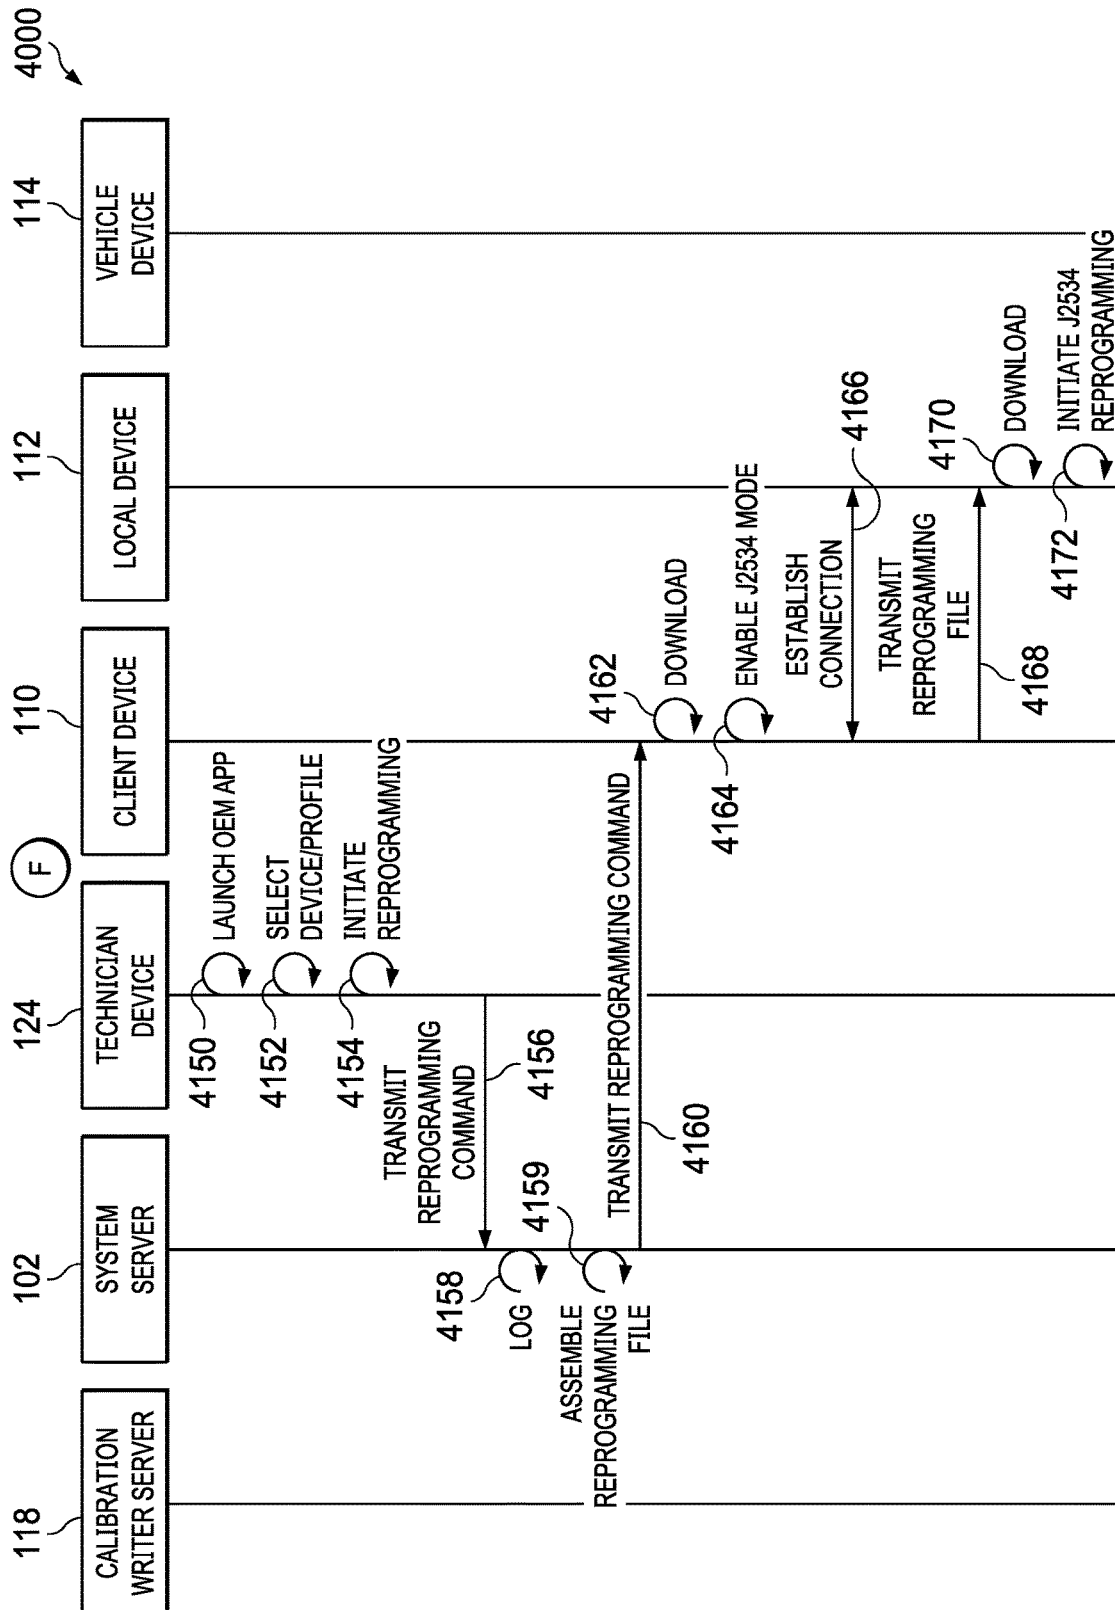 4000
118
102
124
F
110
112
114
CALIBRATION
WRITER SERVER
SYSTEM
SERVER
TECHNICIAN
DEVICE
CLIENT DEVICE
LOCAL DEVICE
VEHICLE
DEVICE
4150
LAUNCH OEM APP
4152
SELECT
DEVICE/PROFILE
4154
INITIATE
REPROGRAMMING
TRANSMIT
REPROGRAMMING
COMMAND
4156
4158
LOG
4159
ASSEMBLE
REPROGRAMMING
FILE
TRANSMIT REPROGRAMMING COMMAND
4160
4162
DOWNLOAD
4164
ENABLE J2534 MODE
ESTABLISH
CONNECTION
4166
TRANSMIT
REPROGRAMMING
FILE
4168
4170
DOWNLOAD
4172
INITIATE J2534
REPROGRAMMING